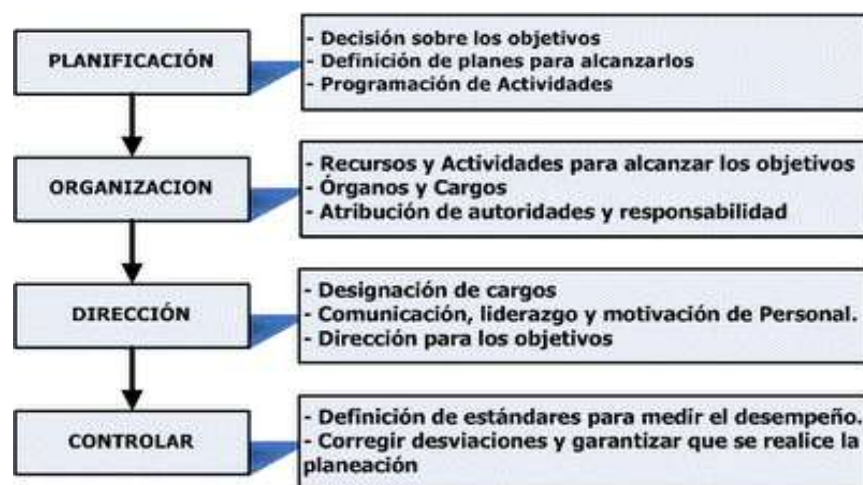 PLANIFICACIÓN
- Decisión sobre los objetivos
- Definición de planes para alcanzarlos
- Programación de Actividades
ORGANIZACION
- Recursos y Actividades para alcanzar los objetivos
- Órganos y Cargos
- Atribución de autoridades y responsabilidad
DIRECCIÓN
- Designación de cargos
- Comunicación, liderazgo y motivación de Personal.
- Dirección para los objetivos
CONTROLAR
- Definición de estándares para medir el desempeño.
- Corregir desviaciones y garantizar que se realice la
planeación